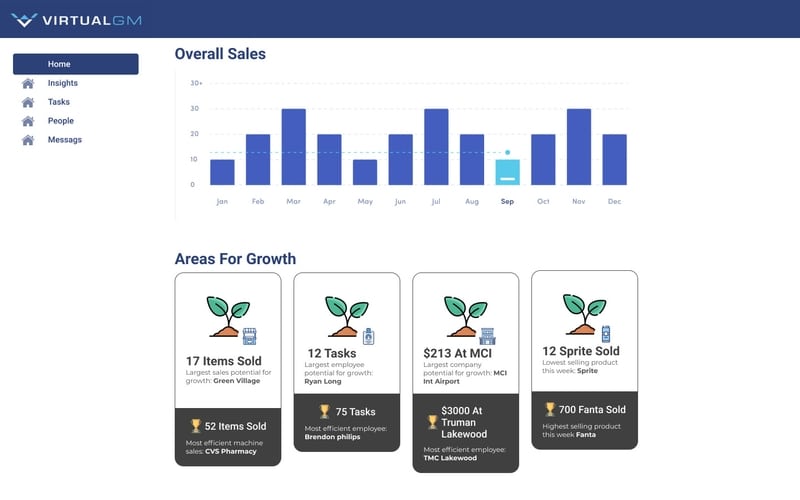 VIRTUALGM
Home
Insights
Tasks
People
Messags
Overall Sales
30+
30
20
10
0
Jan Feb Mar Apr May Jun Jul Aug Sep Oct Nov Dec
Areas For Growth
17 Items Sold
Largest sales potential for
growth: Green Village
52 Items Sold
Most efficient machine
sales: CVS Pharmacy
12 Tasks
Largest employee
potential for growth:
Ryan Long
75 Tasks
Most efficient employee:
Brendon philips
$213 At MCI
Largest company
potential for growth: MCI
Int Airport
$3000 At
Truman
Lakewood
Most efficient employee:
TMC Lakewood
12 Sprite Sold
Lowest selling product
this week: Sprite
700 Fanta Sold
Highest selling product
this week Fanta